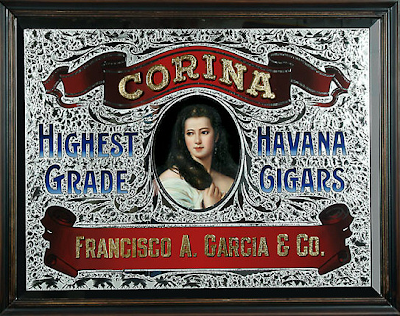 CORINA
HIGHEST HAVANA
GRADE CIGARS
FRANCISCO A. GARCIA & CO.